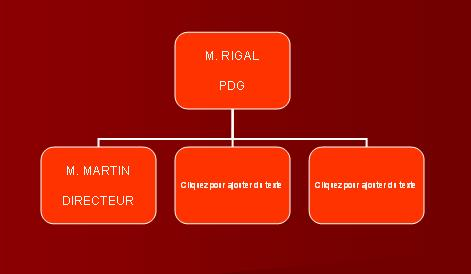 M. RIGAL
PDG
M. MARTIN
DIRECTEUR
Cliquez pour ajouter du texte
Cliquez pour ajouter du texte